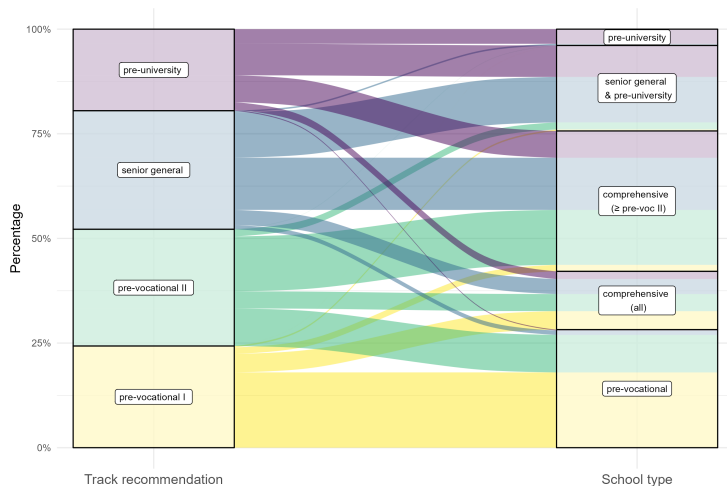 100%
75%
50%
25%
0%
Percentage
pre-university
senior general
pre-vocational II
pre-vocational I
pre-university
senior general
& pre-university
comprehensive
(≥ pre-voc II)
comprehensive
(all)
pre-vocational
Track recommendation
School type